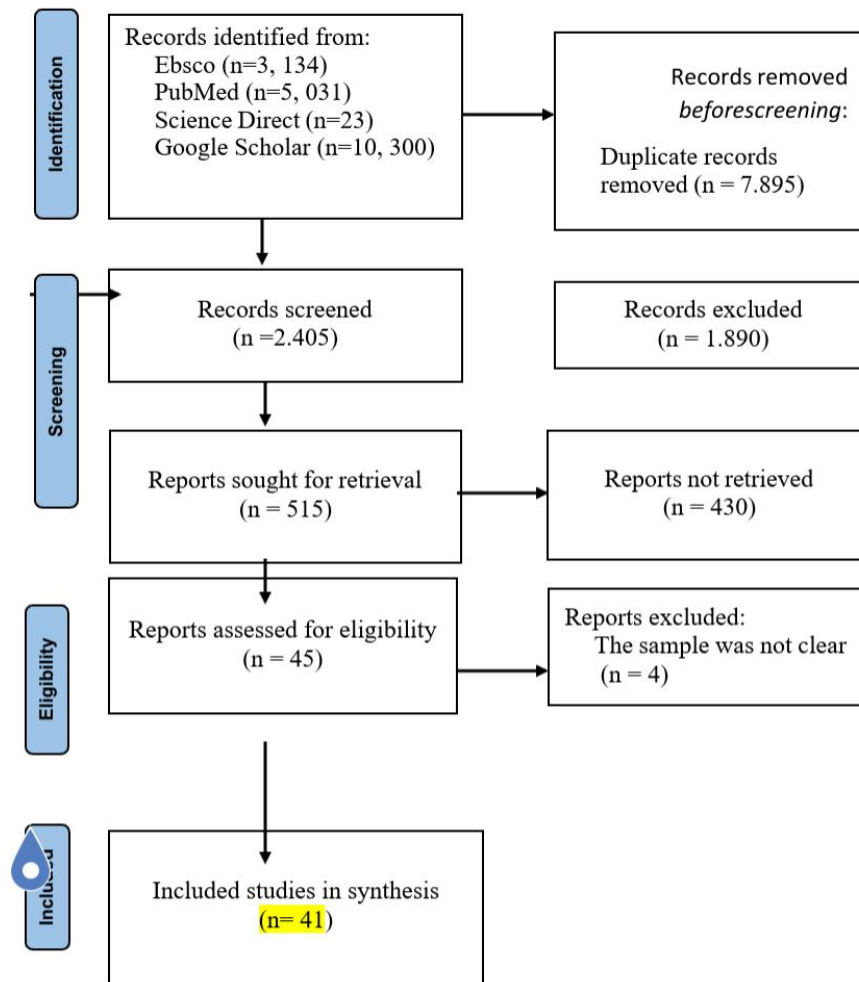 Identification
Records identified from:
Ebsco (n=3, 134)
PubMed (n=5, 031)
Science Direct (n=23)
Google Scholar (n=10, 300)
Records removed
beforescreening:
Duplicate records
removed (n = 7.895)
Screening
Records screened
(n =2.405)
Records excluded
(n = 1.890)
Reports sought for retrieval
(n = 515)
Reports not retrieved
(n = 430)
Eligibility
Reports assessed for eligibility
(n = 45)
Reports excluded:
The sample was not clear
(n = 4)
Included
Included studies in synthesis
(n= 41)